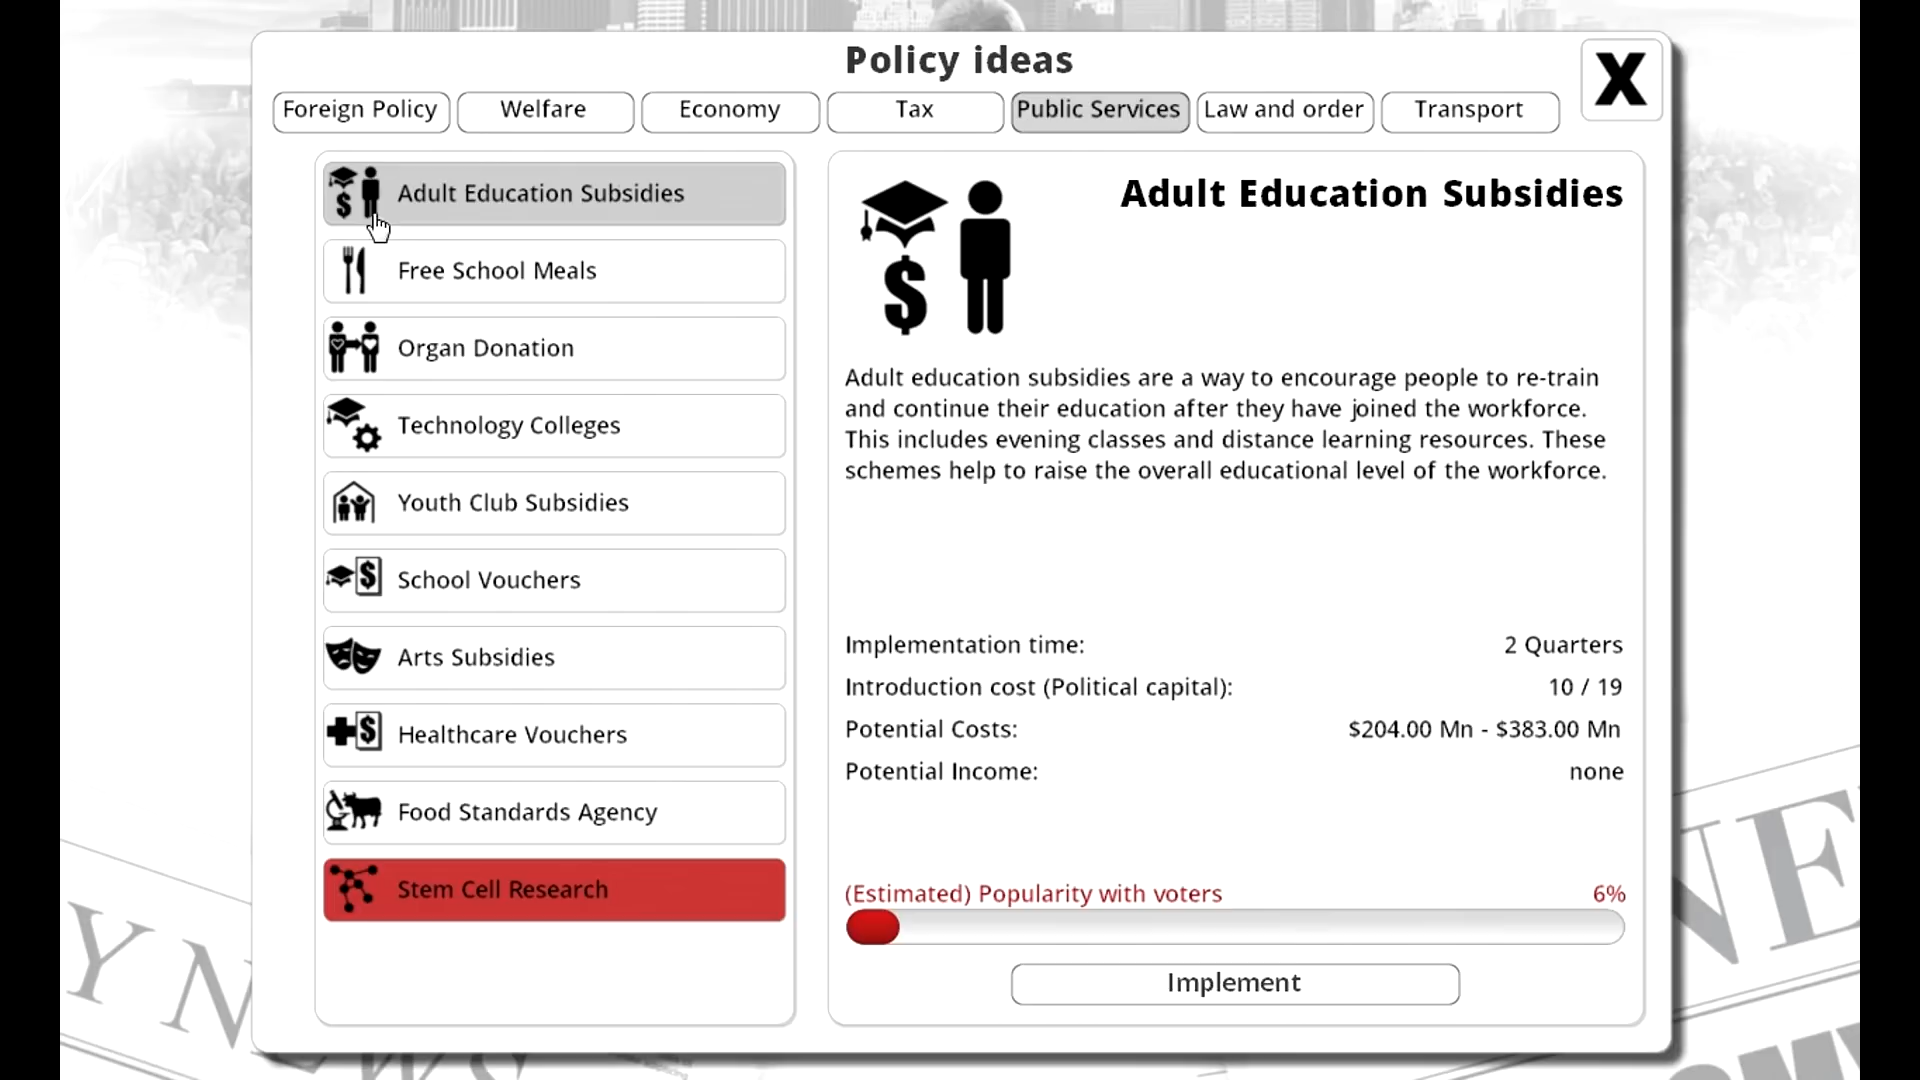 Policy ideas
X
Foreign Policy
Welfare
Economy
Tax
Public Services
Law and order
Transport
Adult Education Subsidies
Free School Meals
Organ Donation
Technology Colleges
Youth Club Subsidies
School Vouchers
Arts Subsidies
Healthcare Vouchers
Food Standards Agency
Stem Cell Research
Adult Education Subsidies
Adult education subsidies are a way to encourage people to re-train
and continue their education after they have joined the workforce.
This includes evening classes and distance learning resources. These
schemes help to raise the overall educational level of the workforce.
Implementation time: 2 Quarters
Introduction cost (Political capital): 10 / 19
Potential Costs: $204.00 Mn - $383.00 Mn
Potential Income: none
(Estimated) Popularity with voters 6%
Implement